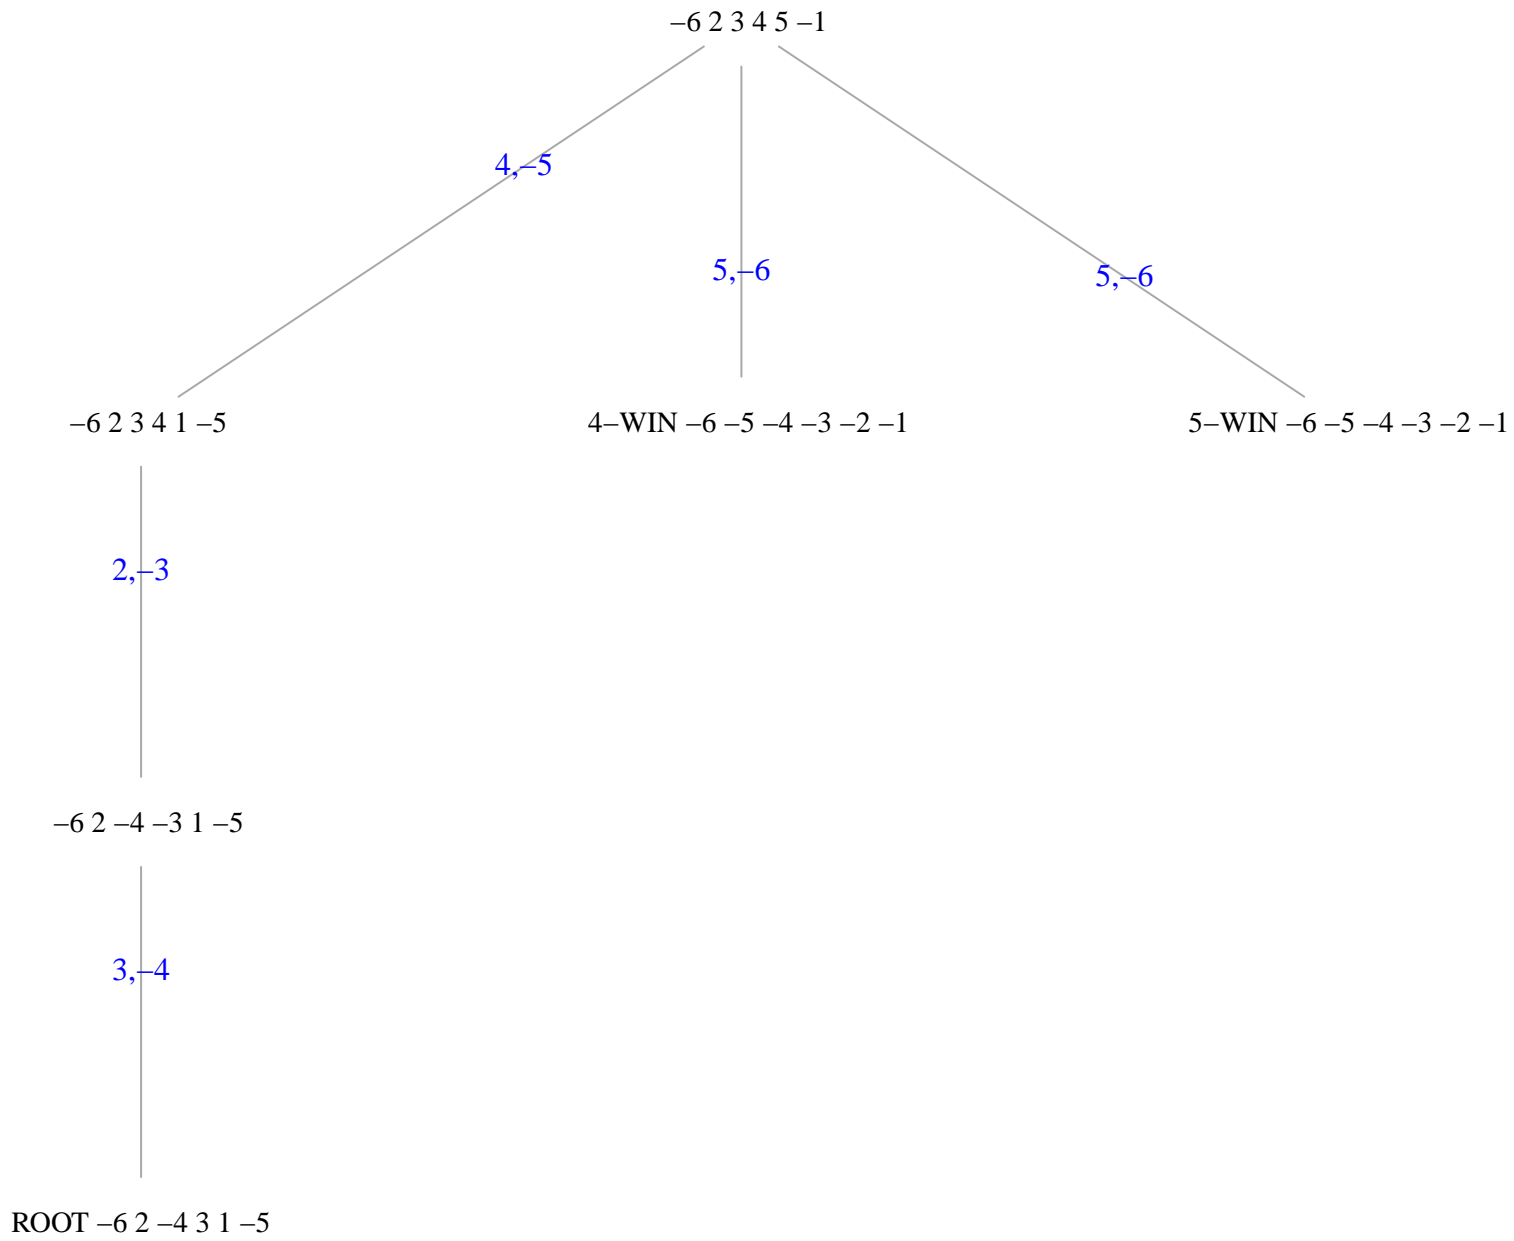 −6 2 3 4 5 −1
4,−5
5,−6
5,−6
−6 2 3 4 1 −5
4−WIN −6 −5 −4 −3 −2 −1
5−WIN −6 −5 −4 −3 −2 −1
2,−3
−6 2 −4 −3 1 −5
3,−4
ROOT −6 2 −4 3 1 −5